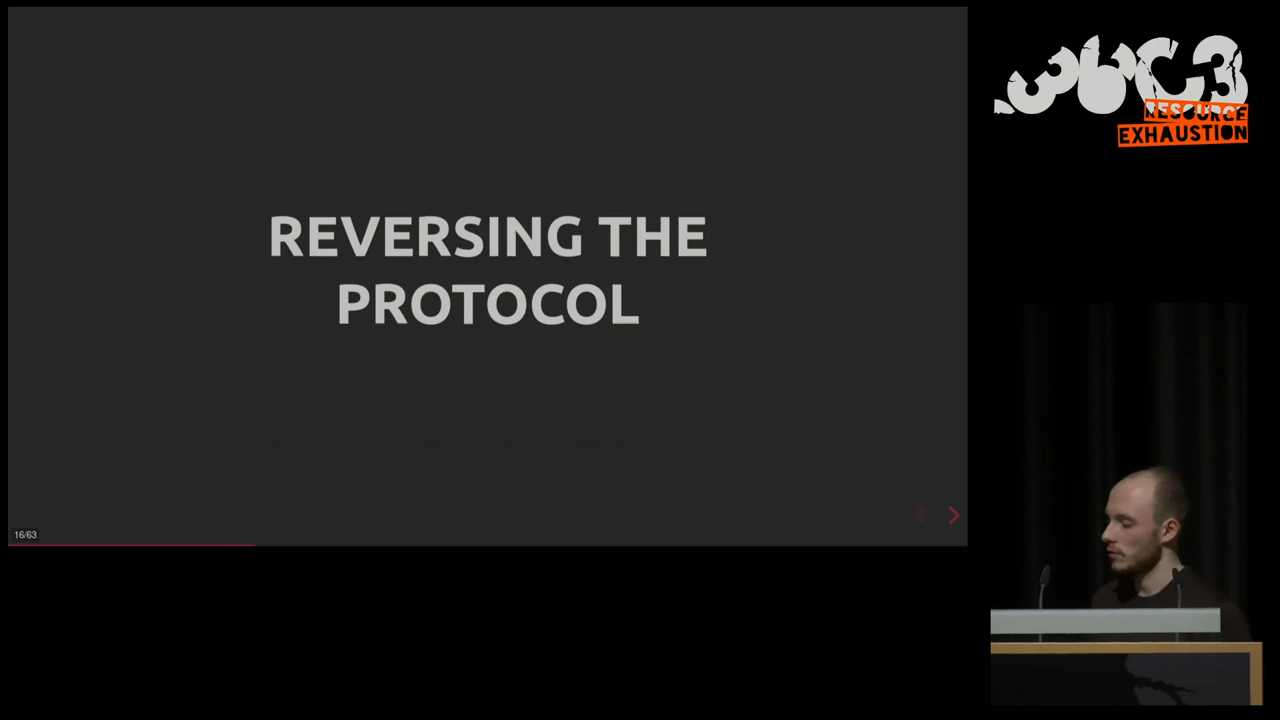 REVERSING THE
PROTOCOL
16/63
36C3
RESOURCE
EXHAUSTION